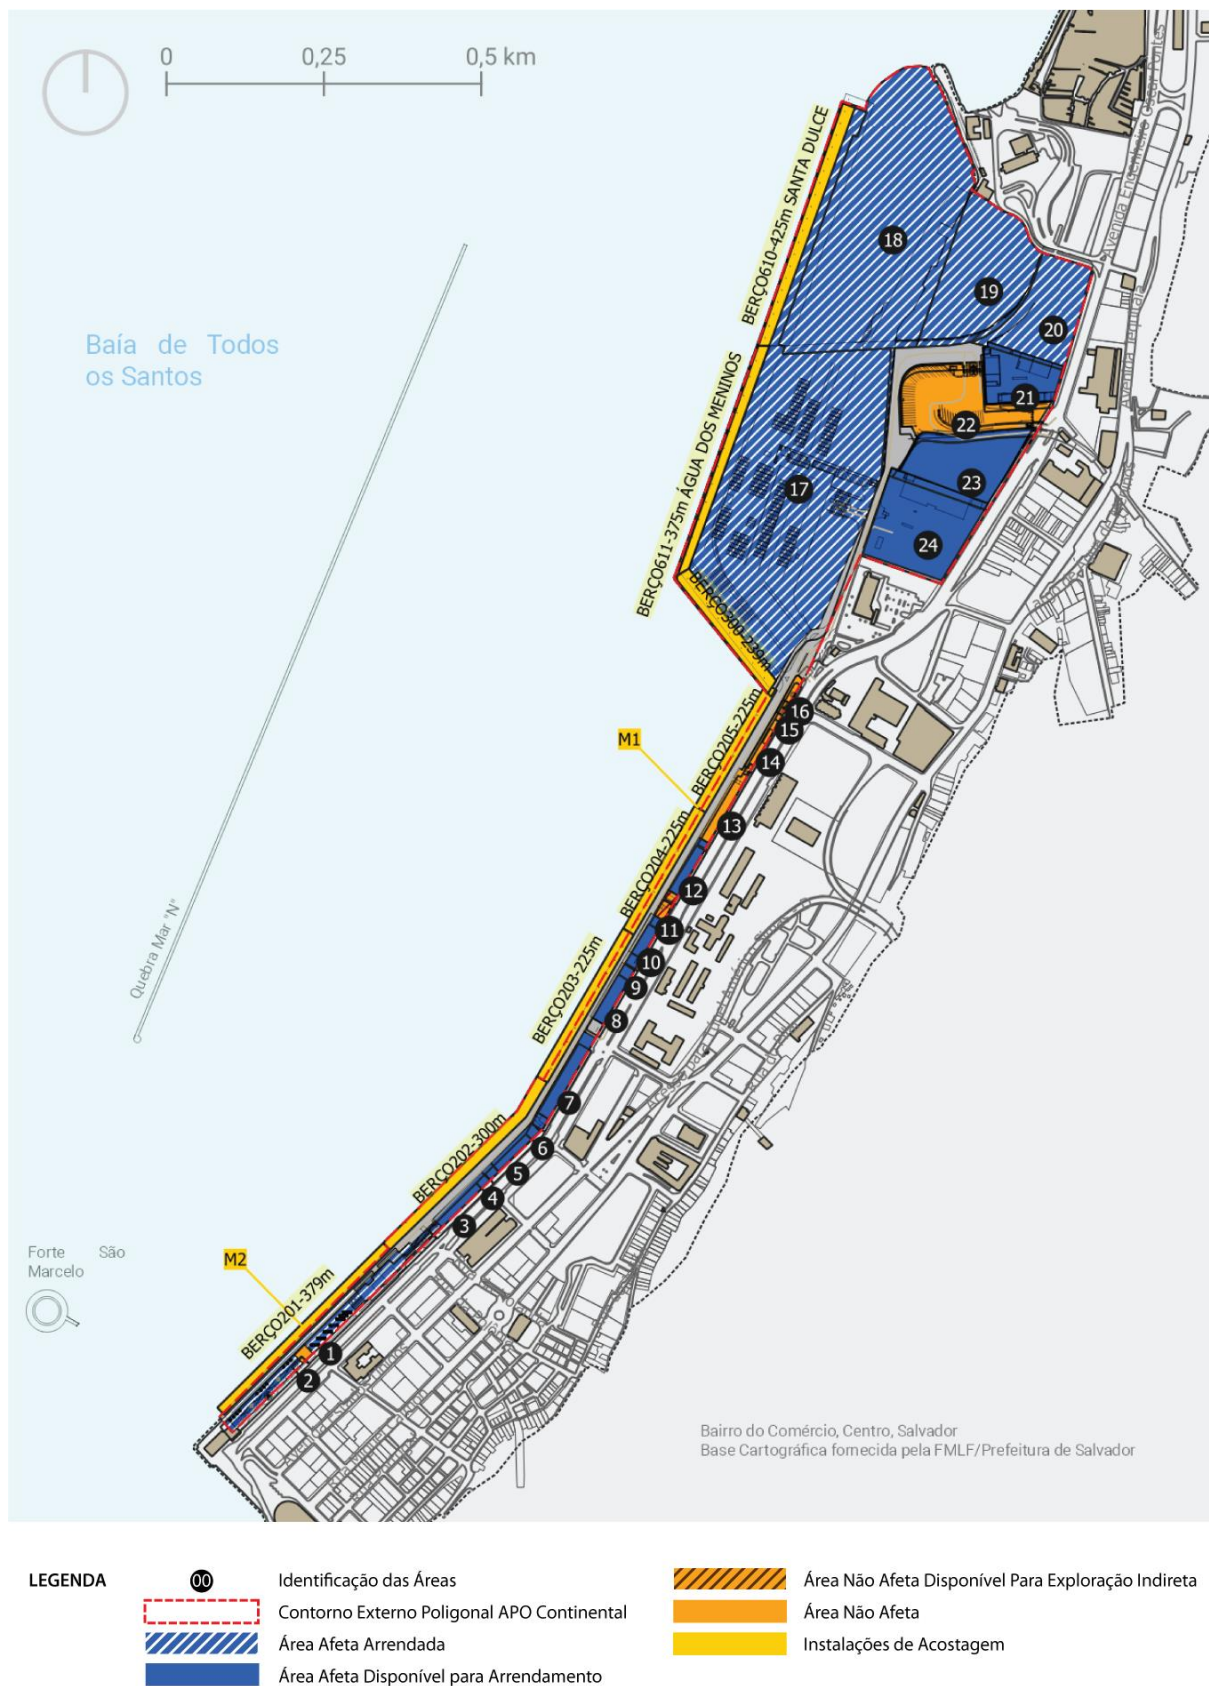 0 0,25 0,5 km
Baía de Todos
os Santos
BERÇO610-425m SANTA DULCE
BERÇO611-375m ÁGUA DOS MENINOS
BERÇO300-239m
BERÇO205-225m
BERÇO204-225m
BERÇO203-225m
BERÇO202-300m
BERÇO201-379m
Quebra Mar "N"
Avenida Engenheiro Oscar Pontes
18
19
20
21
22
23
24
17
16
15
14
M1
13
12
11
10
9
8
7
6
5
4
3
M2
1
2
Forte São
Marcelo
Bairro do Comércio, Centro, Salvador
Base Cartográfica fornecida pela FMLF/Prefeitura de Salvador
LEGENDA
00 Identificação das Áreas
Contorno Externo Poligonal APO Continental
Área Afeta Arrendada
Área Afeta Disponível para Arrendamento
Área Não Afeta Disponível Para Exploração Indireta
Área Não Afeta
Instalações de Acostagem